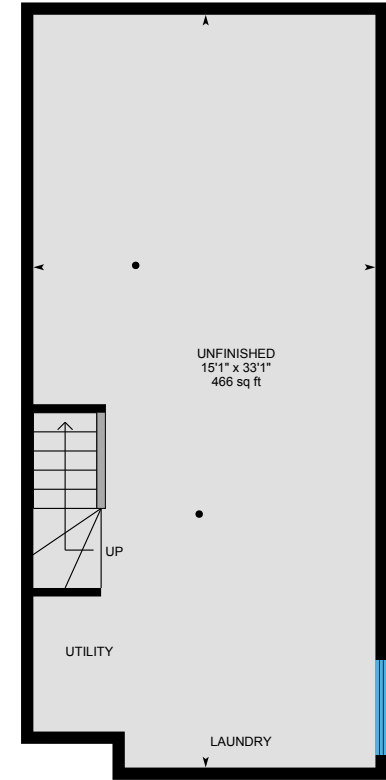 UNFINISHED
15'1" x 33'1"
466 sq ft
UP
UTILITY
LAUNDRY